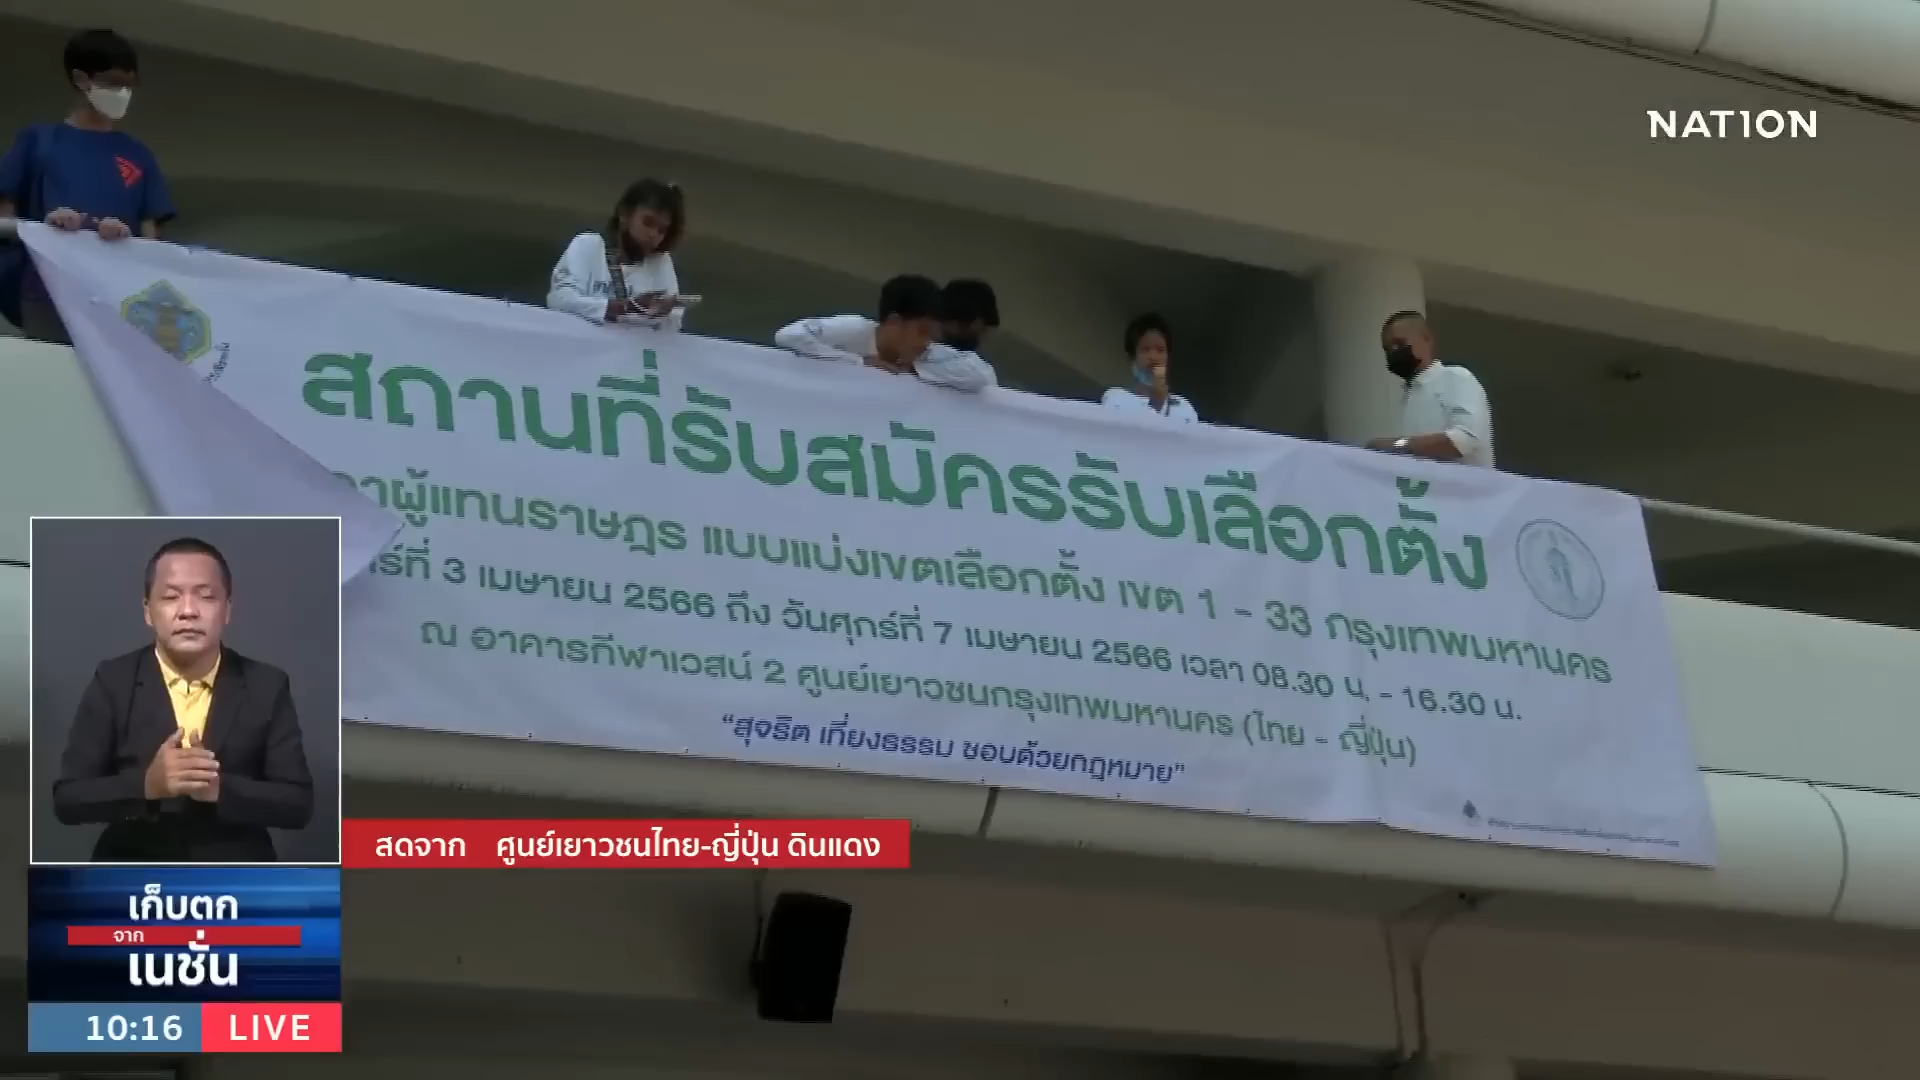 NATION
สถานที่รับสมัครรับเลือกตั้ง
ผู้แทนราษฎร แบบแบ่งเขตเลือกตั้ง เขต 1 - 33 กรุงเทพมหานคร
ที่ 3 เมษายน 2566 ถึง วันศุกร์ที่ 7 เมษายน 2566 เวลา 08.30 น. - 16.30 น.
ณ อาคารกีฬาเวสน์ 2 ศูนย์เยาวชนกรุงเทพมหานคร (ไทย - ญี่ปุ่น)
“สุจริต เที่ยงธรรม ชอบด้วยกฎหมาย”
สดจาก ศูนย์เยาวชนไทย-ญี่ปุ่น ดินแดง
เก็บตก
จาก
เนชั่น
10:16 LIVE